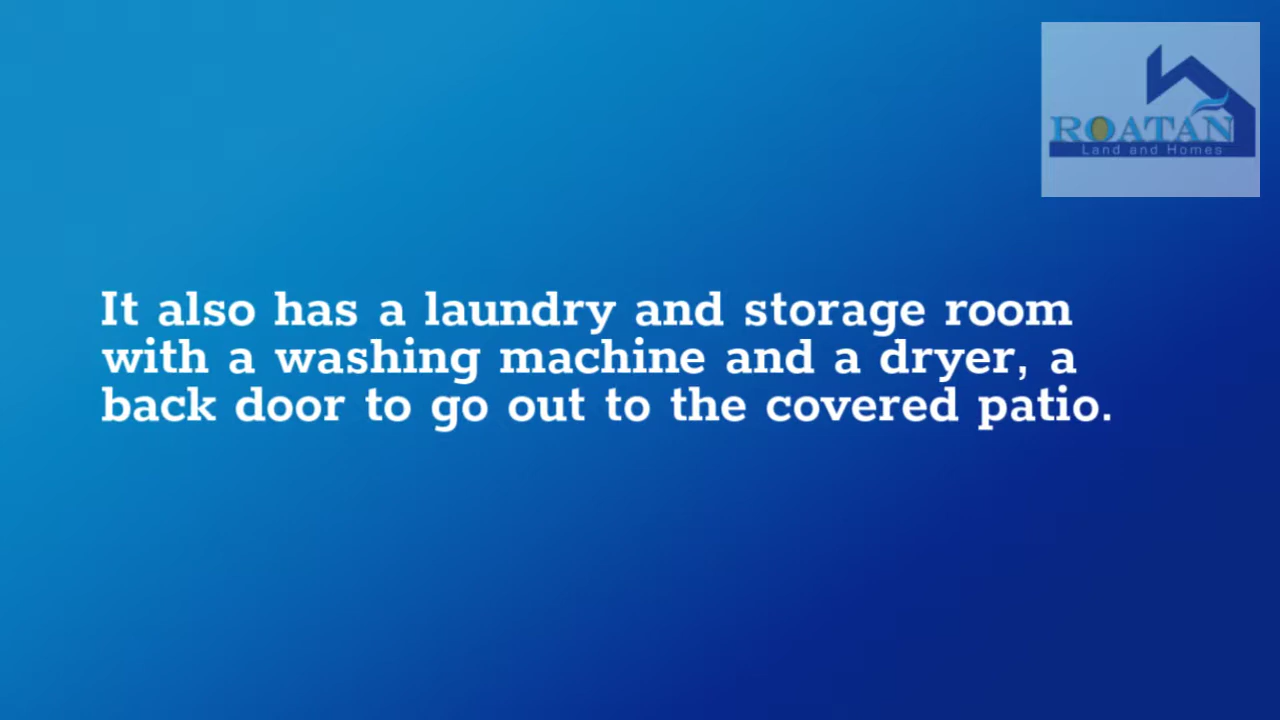 ROATAN
Land and Homes
It also has a laundry and storage room
with a washing machine and a dryer, a
back door to go out to the covered patio.